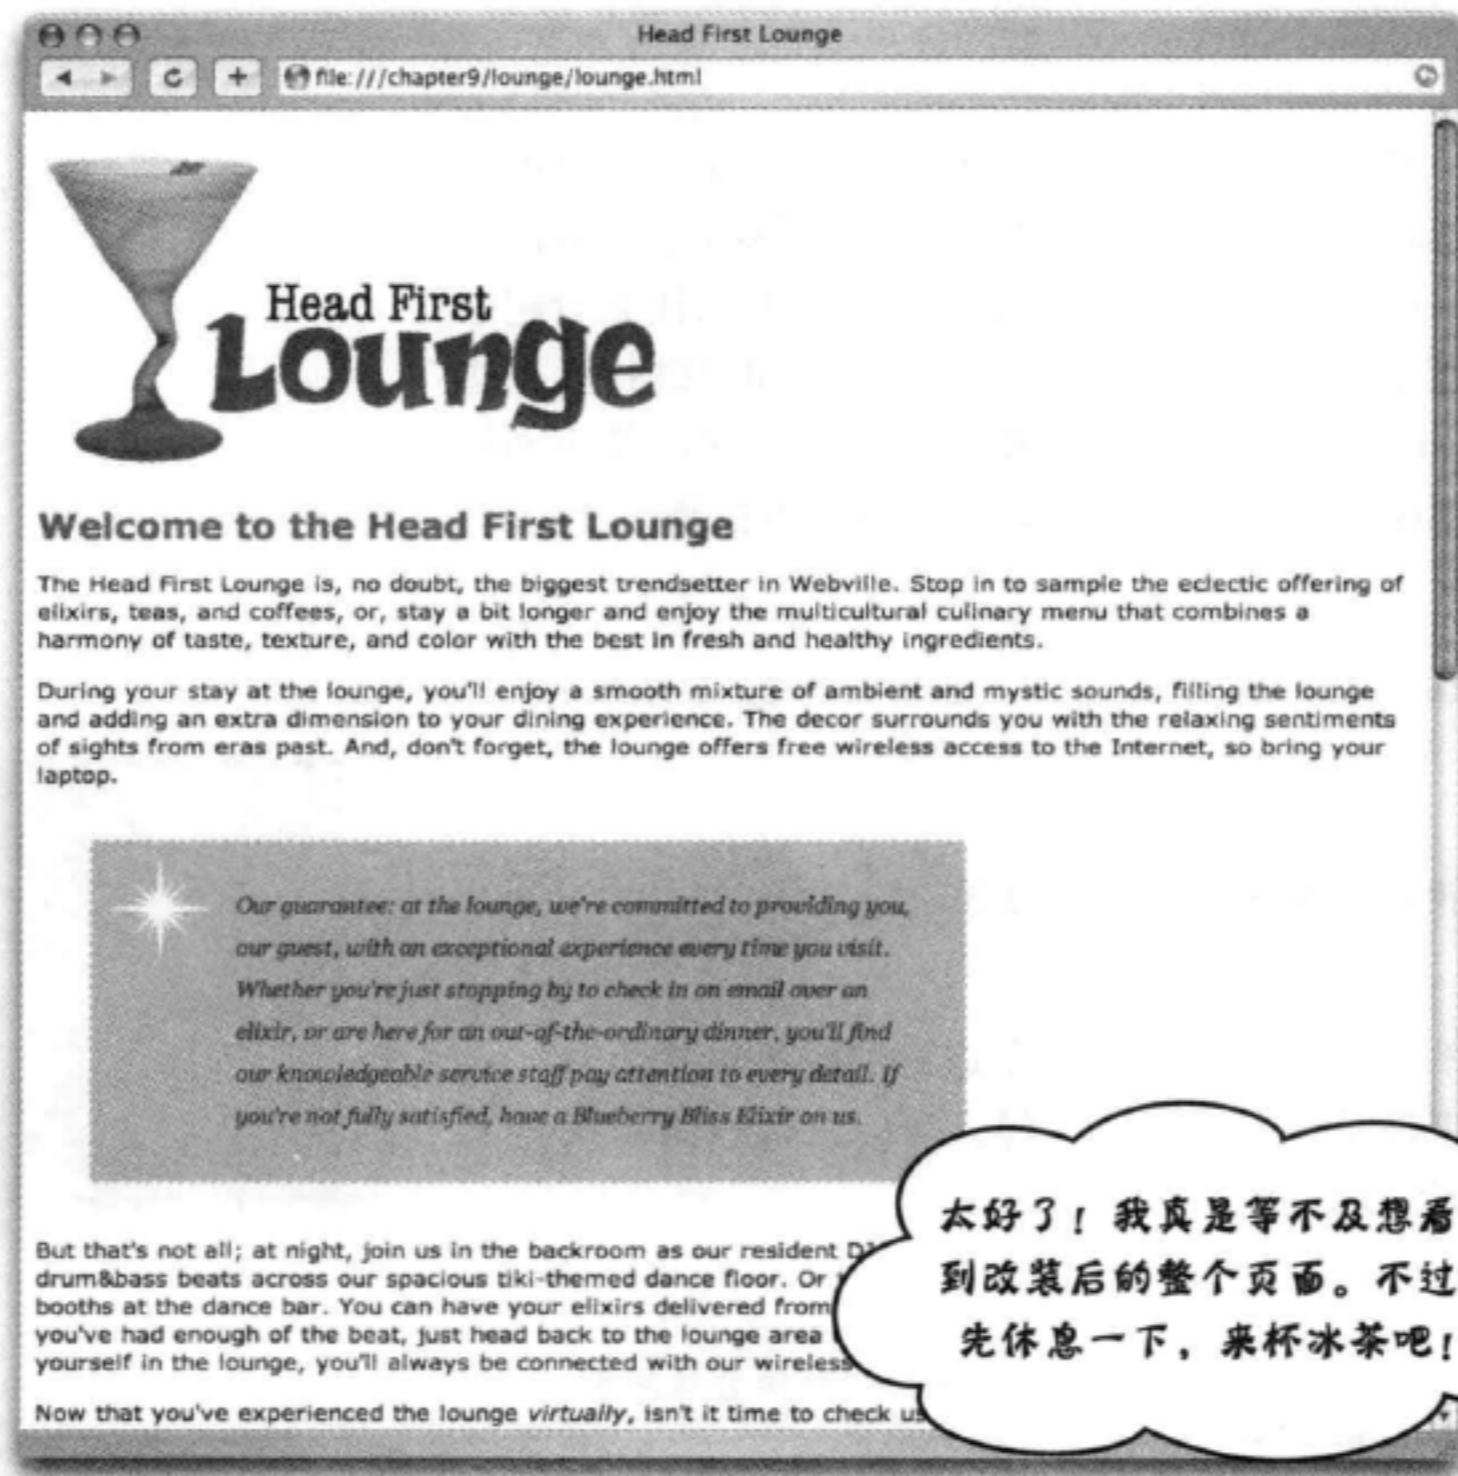 Head First Lounge
file:///chapter9/lounge/lounge.html
Head First
Lounge
Welcome to the Head First Lounge
The Head First Lounge is, no doubt, the biggest trendsetter in Webville. Stop in to sample the eclectic offering of
elixirs, teas, and coffees, or, stay a bit longer and enjoy the multicultural culinary menu that combines a
harmony of taste, texture, and color with the best in fresh and healthy ingredients.
During your stay at the lounge, you'll enjoy a smooth mixture of ambient and mystic sounds, filling the lounge
and adding an extra dimension to your dining experience. The decor surrounds you with the relaxing sentiments
of sights from eras past. And, don't forget, the lounge offers free wireless access to the Internet, so bring your
laptop.
Our guarantee: at the lounge, we're committed to providing you,
our guest, with an exceptional experience every time you visit.
Whether you're just stopping by to check in on email over an
elixir, or are here for an out-of-the-ordinary dinner, you'll find
our knowledgeable service staff pay attention to every detail. If
you're not fully satisfied, have a Blueberry Bliss Elixir on us.
But that's not all; at night, join us in the backroom as our resident DJ
drum&bass beats across our spacious tiki-themed dance floor. Or
booths at the dance bar. You can have your elixirs delivered from
you've had enough of the beat, just head back to the lounge area
yourself in the lounge, you'll always be connected with our wireless
Now that you've experienced the lounge virtually, isn't it time to check us
太好了！我真是等不及想看
到改装后的整个页面。不过
先休息一下，来杯冰茶吧！